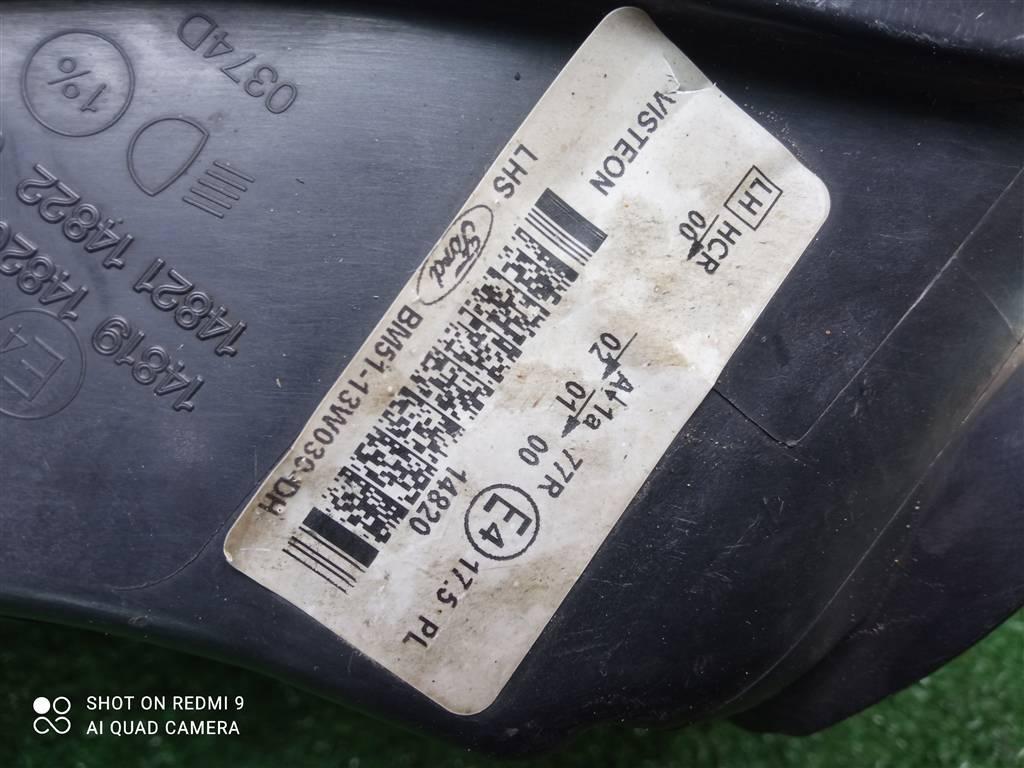 VISTEON
LH HCR
00
LHS
Ford BM51-13W030-DH
A 1a 77R
02 01 00
14820
E4 17.5 PL
1%
0374D
14821 14822
14819 14820
E4
SHOT ON REDMI 9
AI QUAD CAMERA